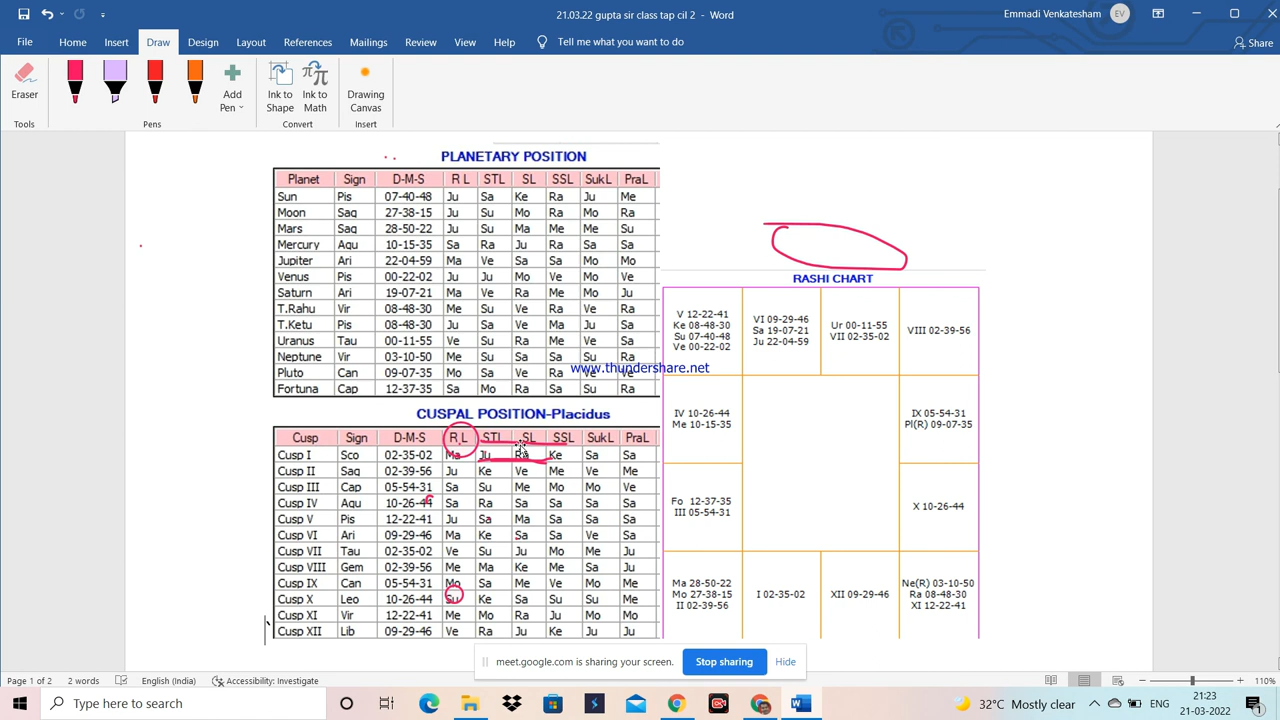 21.03.22 gupta sir class tap cil 2 - Word
Emmadi Venkatesham EV
File Home Insert Draw Design Layout References Mailings Review View Help Tell me what you want to do Share
Eraser
Add Pen
Ink to Shape
Ink to Math
Drawing Canvas
Tools Pens Convert Insert
PLANETARY POSITION
Planet Sign D-M-S R L STL SL SSL SukL PraL
Sun Pis 07-40-48 Ju Sa Ke Ra Ju Me
Moon Sag 27-38-15 Ju Su Mo Ra Mo Ra
Mars Sag 28-50-22 Ju Su Ma Me Me Su
Mercury Aqu 10-15-35 Sa Ra Ju Ra Sa Sa
Jupiter Ari 22-04-59 Ma Ve Sa Sa Mo Mo
Venus Pis 00-22-02 Ju Ju Mo Ve Mo Ve
Saturn Ari 19-07-21 Ma Ve Ra Me Mo Ju
T.Rahu Vir 08-48-30 Me Su Ve Ra Ve Ra
T.Ketu Pis 08-48-30 Ju Sa Ve Ma Ju Sa
Uranus Tau 00-11-55 Ve Su Ra Me Ve Ma
Neptune Vir 03-10-50 Me Su Sa Su Su Ra
Pluto Can 09-07-35 Mo Sa Ve Ra Ve Ve
Fortuna Cap 12-37-35 Sa Mo Ra Sa Su Ra
www.thundershare.net
CUSPAL POSITION-Placidus
Cusp Sign D-M-S R L STL SL SSL SukL PraL
Cusp I Sco 02-35-02 Ma Ju Ra Ke Sa Sa
Cusp II Sag 02-39-56 Ju Ke Ve Ve Me Me
Cusp III Cap 05-54-31 Sa Su Me Mo Mo Ve
Cusp IV Aqu 10-26-44 Sa Ra Sa Sa Sa Sa
Cusp V Pis 12-22-41 Ju Sa Ma Sa Sa Sa
Cusp VI Ari 09-29-46 Ma Ke Sa Sa Sa Ju
Cusp VII Tau 02-35-02 Ve Su Ju Mo Me Ju
Cusp VIII Gem 02-39-56 Me Ma Ke Me Sa Ju
Cusp IX Can 05-54-31 Mo Sa Me Ve Mo Me
Cusp X Leo 10-26-44 Su Ke Sa Su Su Me
Cusp XI Vir 12-22-41 Me Mo Ra Ju Mo Mo
Cusp XII Lib 09-29-46 Ve Ra Ju Ke Ju Ju
RASHI CHART
V 12-22-41
Ke 08-48-30
Su 07-40-48
Ve 00-22-02
VI 09-29-46
Sa 19-07-21
Ju 22-04-59
Ur 00-11-55
VII 02-35-02
VIII 02-39-56
IV 10-26-44
Me 10-15-35
IX 05-54-31
Pl(R) 09-07-35
Fo 12-37-35
III 05-54-31
X 10-26-44
Ma 28-50-22
Mo 27-38-15
II 02-39-56
I 02-35-02
XII 09-29-46
Ne(R) 03-10-50
Ra 08-48-30
XI 12-22-41
meet.google.com is sharing your screen. Stop sharing Hide
Page 1 of 2 2 words English (India) Accessibility: Investigate 110%
Type here to search
32°C Mostly clear ENG 21:23
21-03-2022